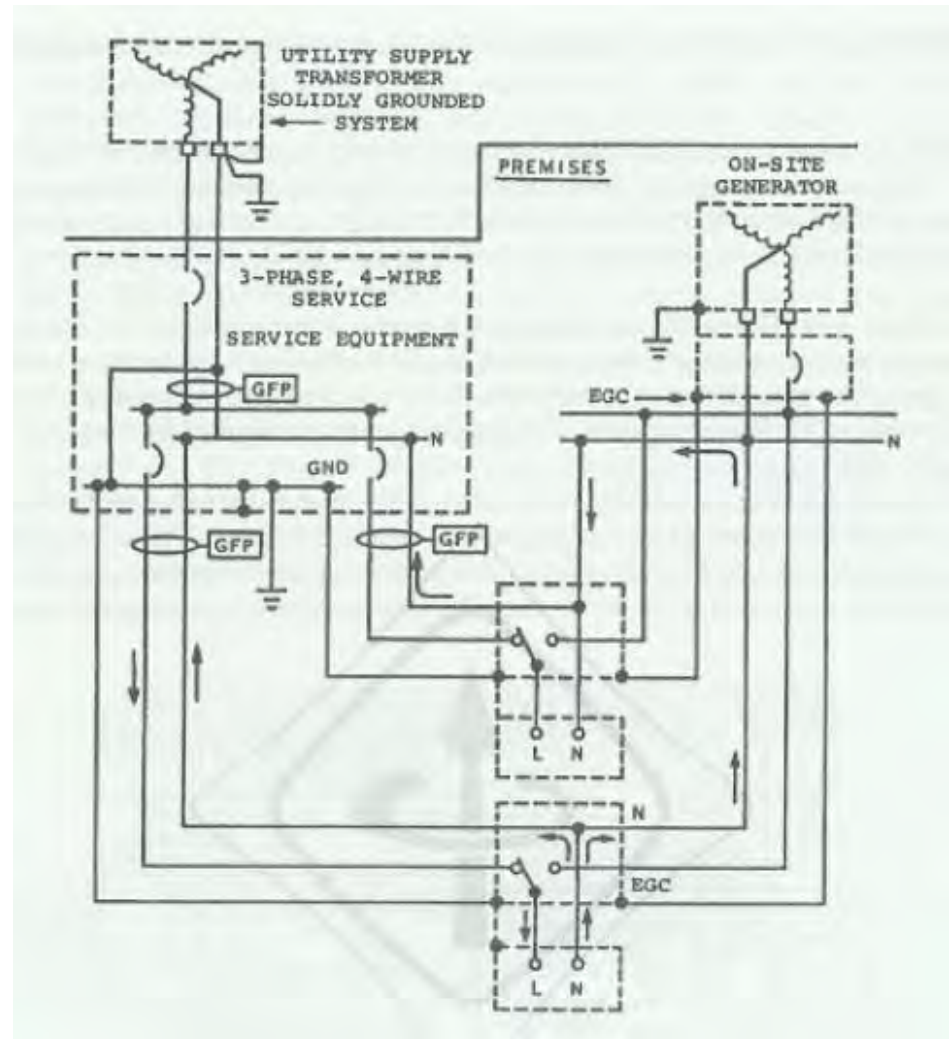 UTILITY SUPPLY
TRANSFORMER
SOLIDLY GROUNDED
SYSTEM
PREMISES
ON-SITE
GENERATOR
3-PHASE, 4-WIRE
SERVICE
SERVICE EQUIPMENT
GFP
EGC
N
N
GND
GFP
GFP
L N
N
EGC
L N